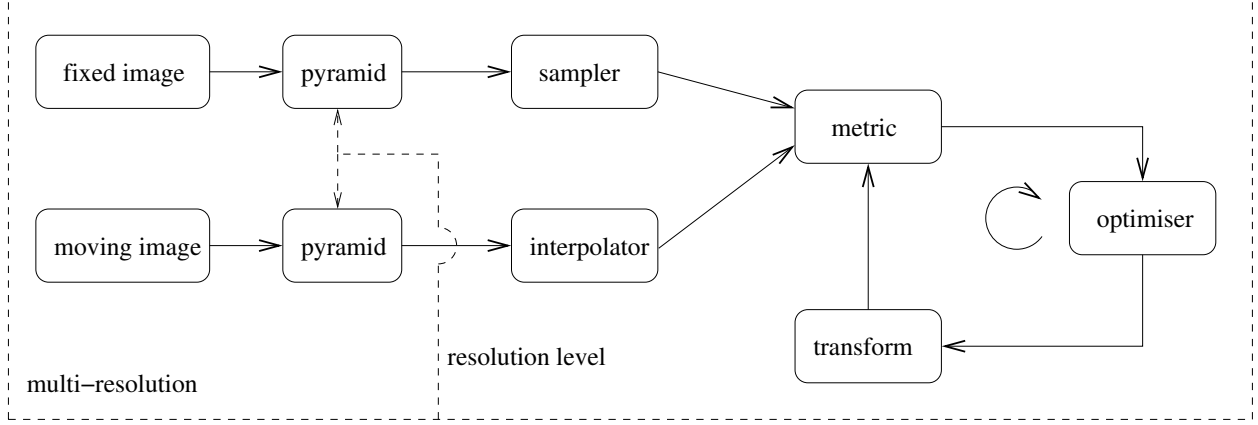 fixed image
pyramid
sampler
metric
moving image
pyramid
interpolator
optimiser
transform
resolution level
multi−resolution